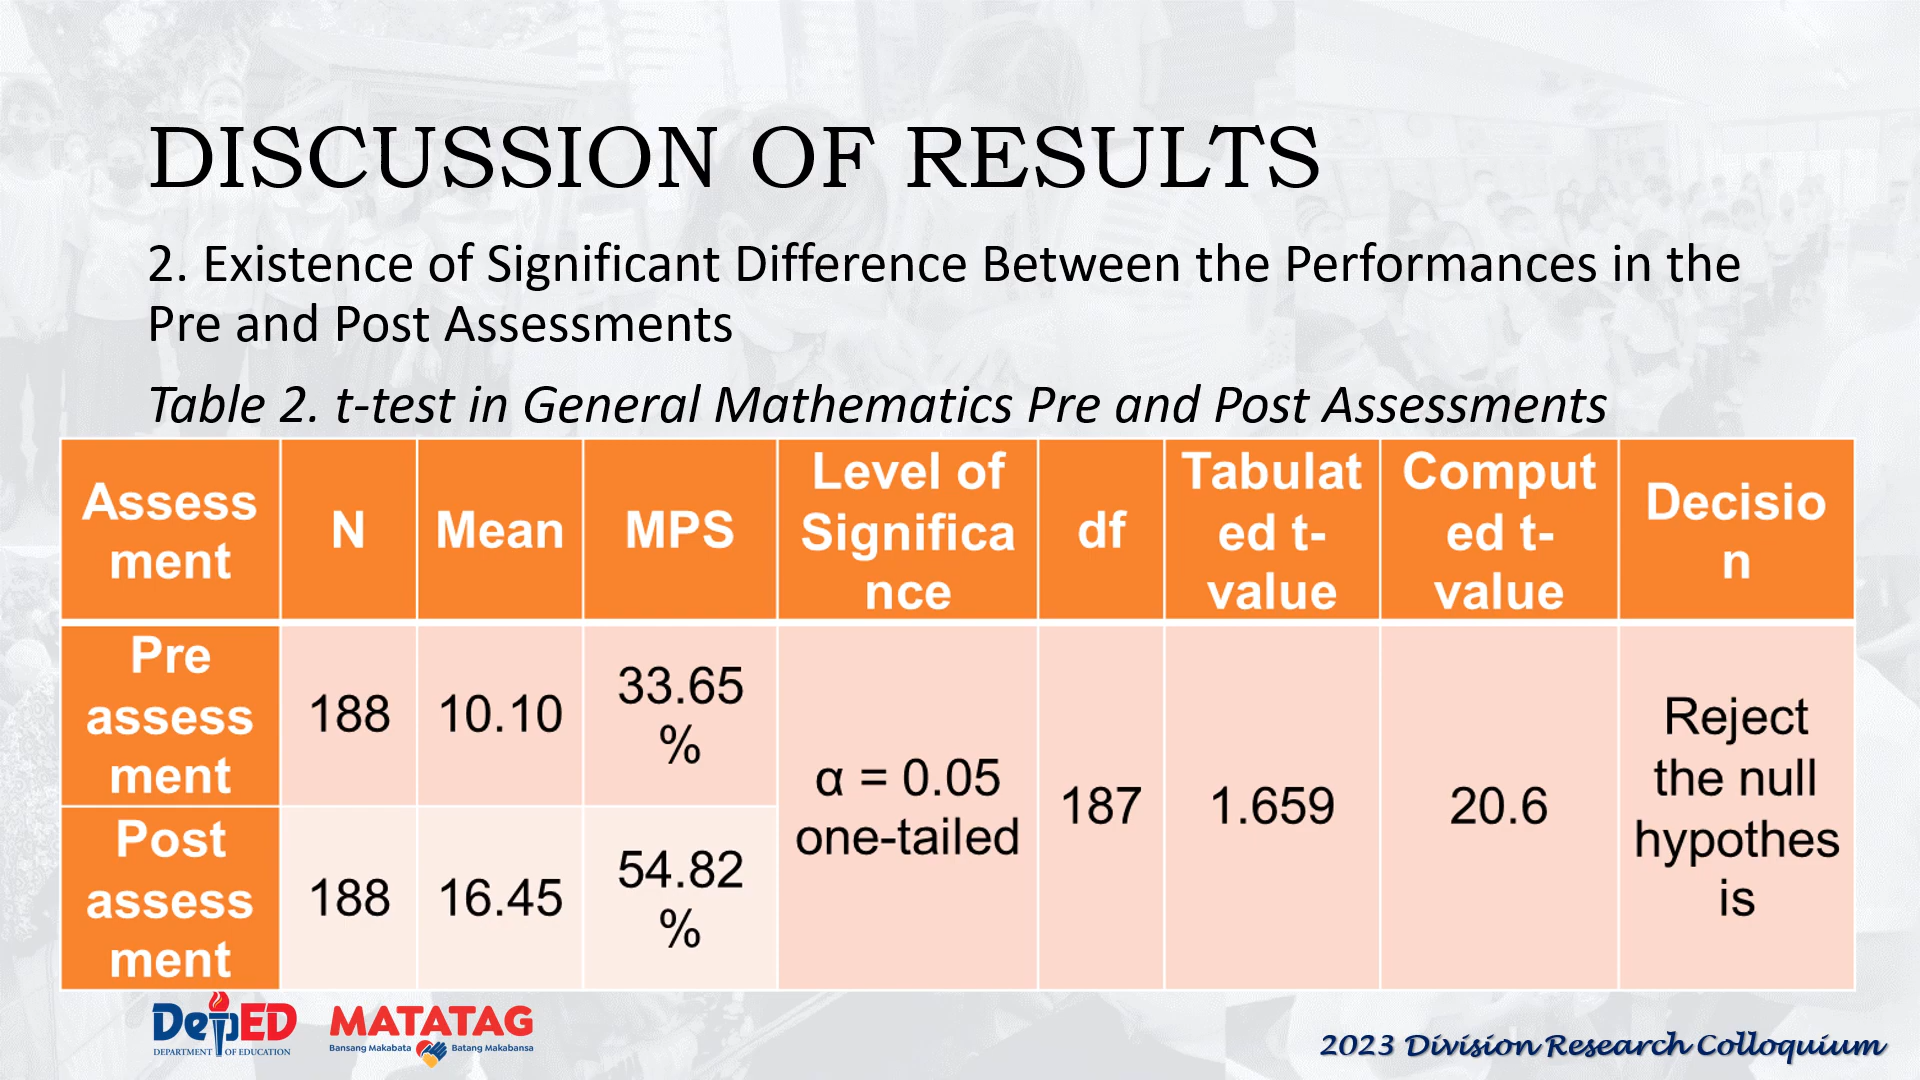 DISCUSSION OF RESULTS
2. Existence of Significant Difference Between the Performances in the
Pre and Post Assessments
Table 2. t-test in General Mathematics Pre and Post Assessments
Assess
ment
N
Mean
MPS
Level of
Significa
nce
df
Tabulat
ed t-
value
Comput
ed t-
value
Decisio
n
Pre
assess
ment
188
10.10
33.65
%
α = 0.05
one-tailed
187
1.659
20.6
Reject
the null
hypothes
is
Post
assess
ment
188
16.45
54.82
%
DepED
DEPARTMENT OF EDUCATION
MATATAG
Bansang Makabata Batang Makabansa
2023 Division Research Colloquium